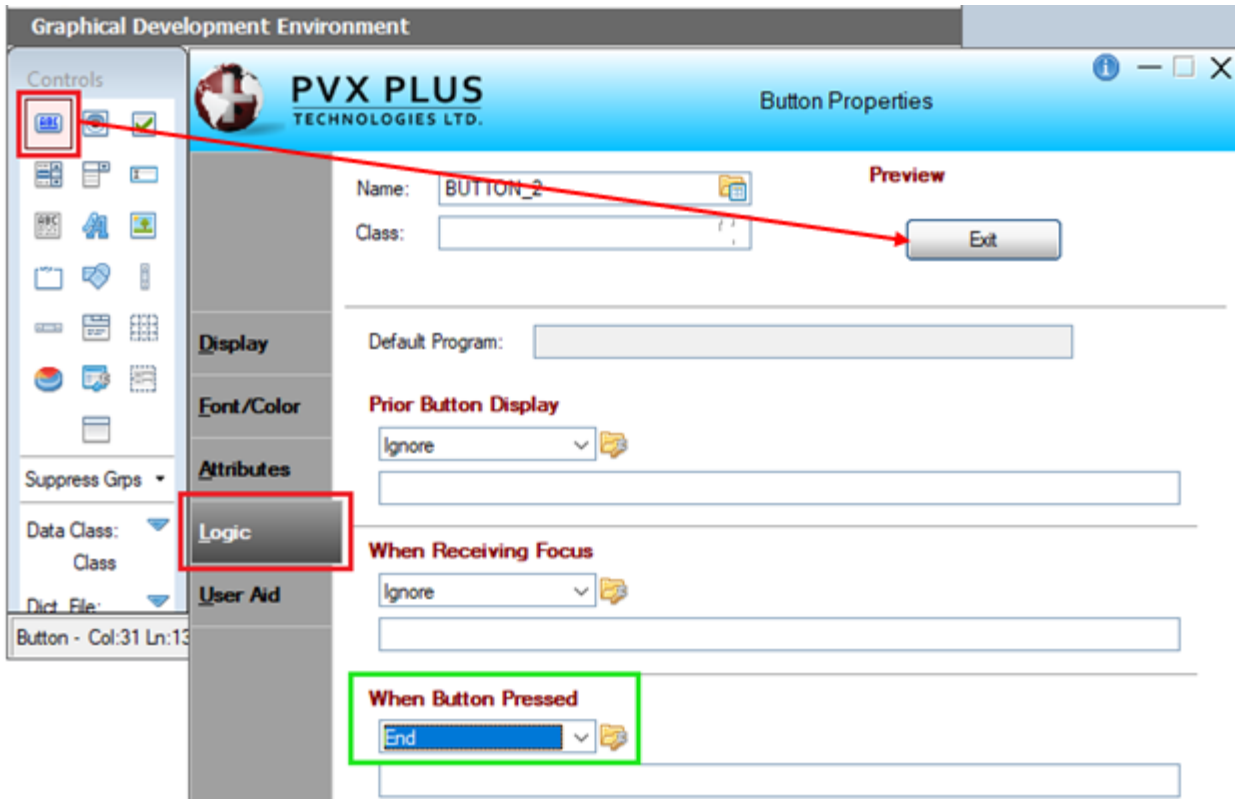 Graphical Development Environment
Controls
PVX PLUS
TECHNOLOGIES LTD.
Button Properties
Name: BUTTON_2
Preview
Class:
Exit
Display
Default Program:
Font/Color
Prior Button Display
Ignore
Attributes
Suppress Grps
Logic
Data Class:
Class
When Receiving Focus
Ignore
User Aid
Dict. File:
Button - Col:31 Ln:13
When Button Pressed
End